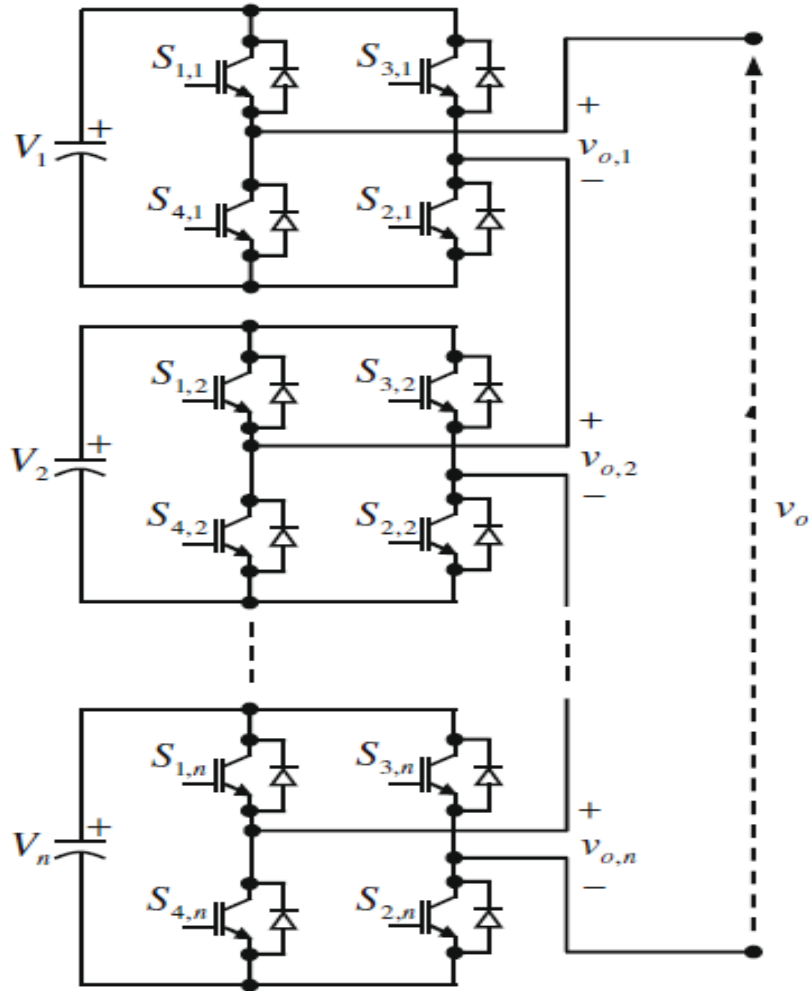 S1,1 S3,1
+
V1 +
vo,1
−
S4,1 S2,1
S1,2 S3,2
+
V2 +
vo,2
−
vo
S4,2 S2,2
S1,n S3,n
+
Vn +
vo,n
−
S4,n S2,n